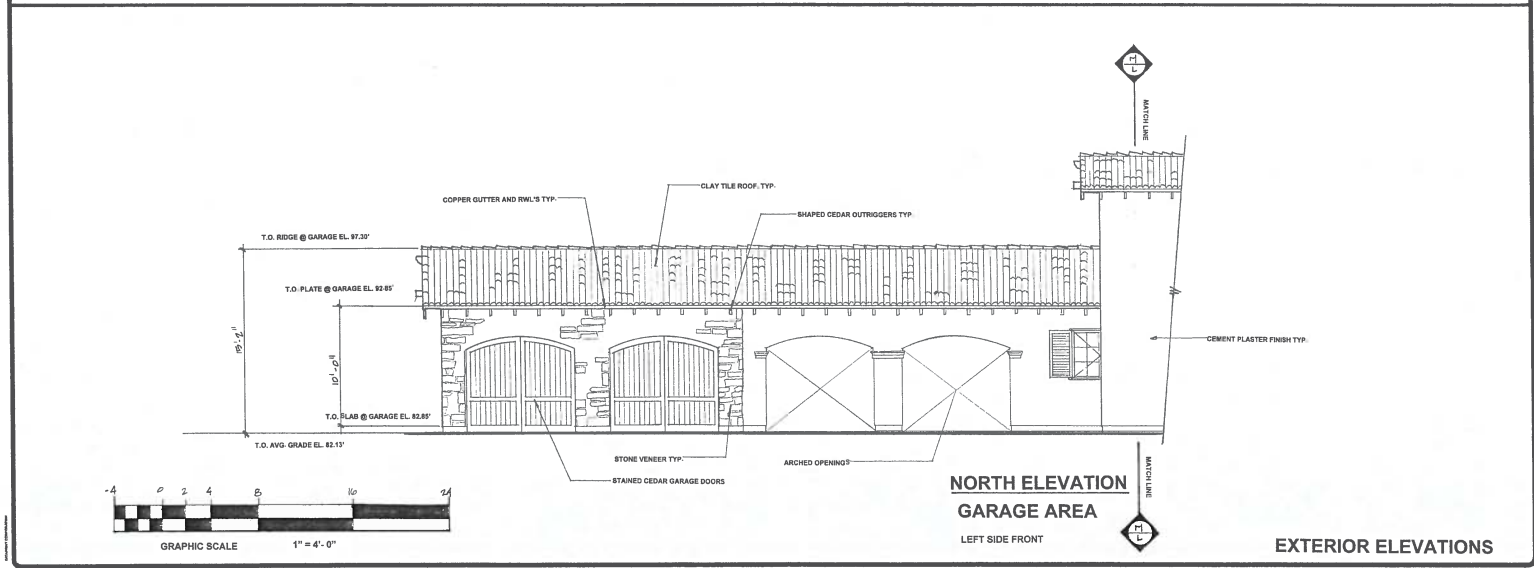 M
L
MATCH LINE
CLAY TILE ROOF. TYP.
COPPER GUTTER AND RWL'S TYP.
SHAPED CEDAR OUTRIGGERS TYP.
T.O. RIDGE @ GARAGE EL. 97.30'
T.O. PLATE @ GARAGE EL. 92.85'
15'-2"
10'-0"
CEMENT PLASTER FINISH TYP.
T.O. SLAB @ GARAGE EL. 82.85'
T.O. AVG. GRADE EL. 82.13'
STONE VENEER TYP.
ARCHED OPENINGS
STAINED CEDAR GARAGE DOORS
MATCH LINE
M
L
NORTH ELEVATION
GARAGE AREA
LEFT SIDE FRONT
-4 0 2 4 8 16 24
GRAPHIC SCALE 1" = 4'- 0"
EXTERIOR ELEVATIONS